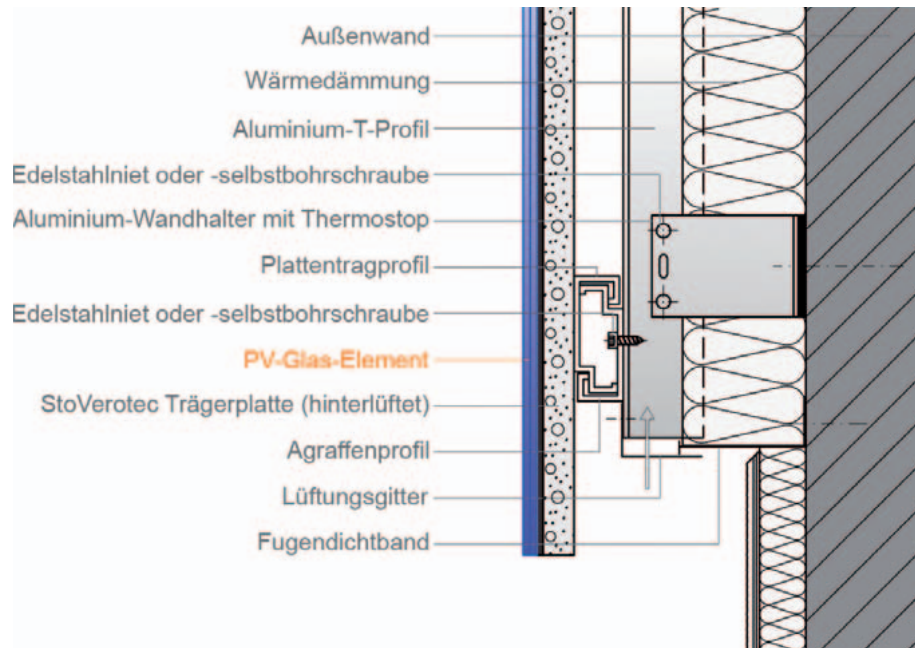 Außenwand
Wärmedämmung
Aluminium-T-Profil
Edelstahlniet oder -selbstbohrschraube
Aluminium-Wandhalter mit Thermostop
Plattentragprofil
Edelstahlniet oder -selbstbohrschraube
PV-Glas-Element
StoVerotec Trägerplatte (hinterlüftet)
Agraffenprofil
Lüftungsgitter
Fugendichtband